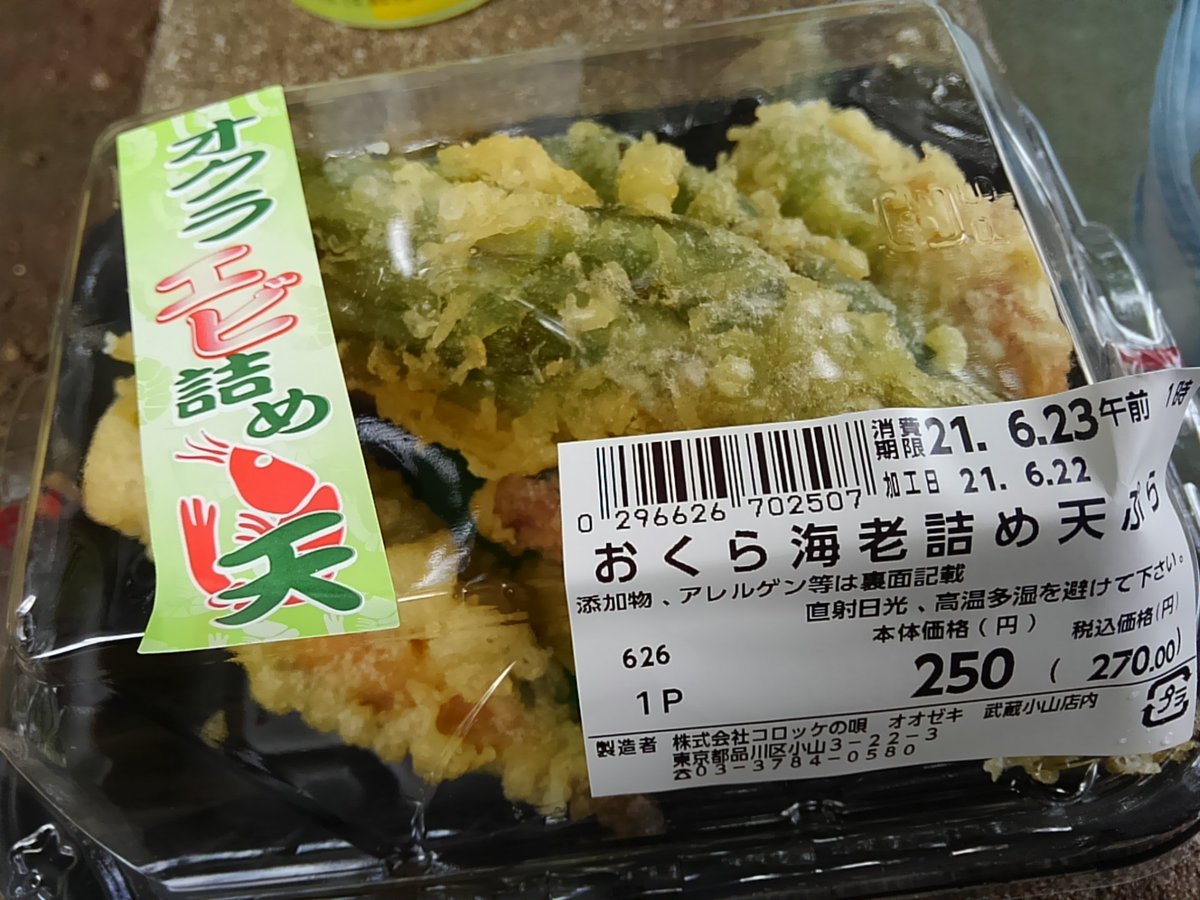 オクラエビ詰め天
消費期限 21. 6.23 午前 1時
加工日 21. 6.22
0 296626 702507
おくら海老詰め天ぷら
添加物、アレルゲン等は裏面記載
直射日光、高温多湿を避けて下さい。
本体価格(円) 税込価格(円)
626 250 ( 270.00)
1P
プラ
製造者 株式会社コロッケの唄 オオゼキ 武蔵小山店内
東京都品川区小山3-22-3
☎03-3784-0580